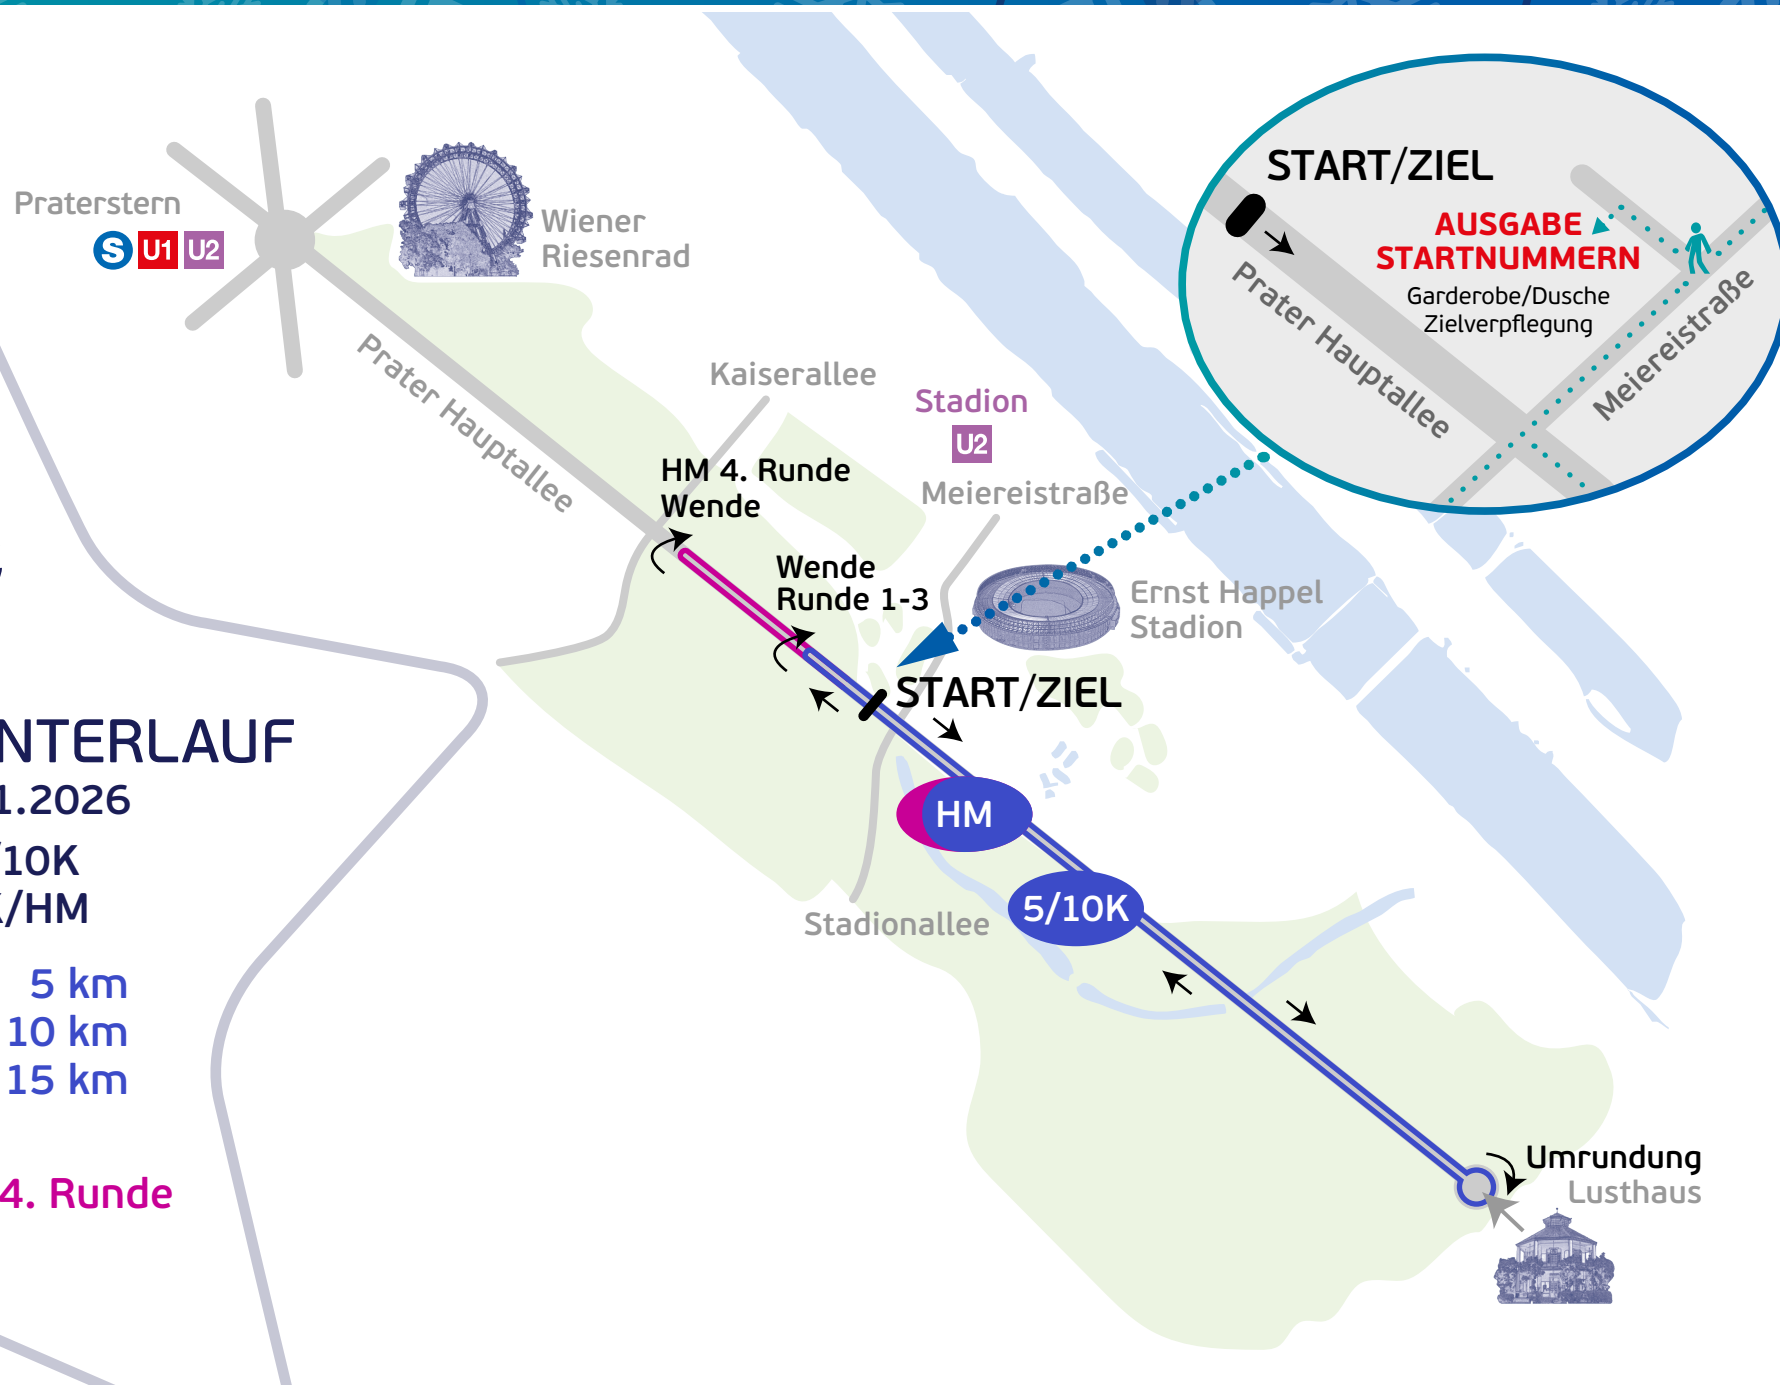 Praterstern
S U1 U2
Wiener
Riesenrad
Prater Hauptallee
Kaiserallee
Stadion
U2
Meiereistraße
HM 4. Runde
Wende
Wende
Runde 1-3
Ernst Happel
Stadion
START/ZIEL
HM
5/10K
Stadionallee
Umrundung
Lusthaus
START/ZIEL
AUSGABE
STARTNUMMERN
Garderobe/Dusche
Zielverpflegung
Prater Hauptallee
Meiereistraße
NTERLAUF
1.2026
/10K
/HM
5 km
10 km
15 km
4. Runde